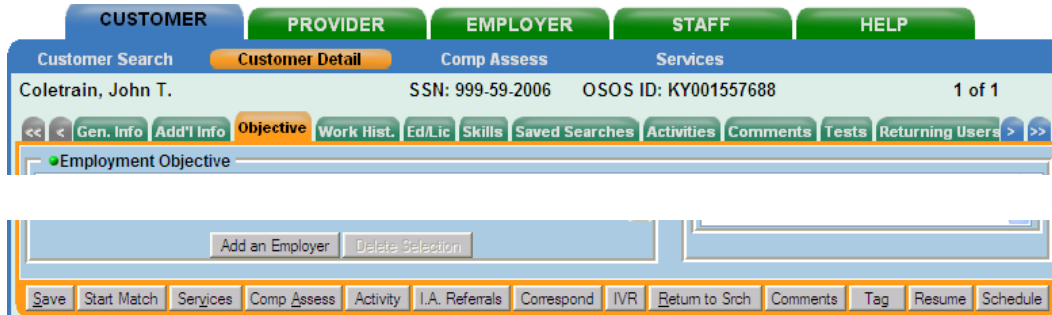 CUSTOMER PROVIDER EMPLOYER STAFF HELP
Customer Search Customer Detail Comp Assess Services
Coletrain, John T. SSN: 999-59-2006 OSOS ID: KY001557688 1 of 1
<< < Gen. Info Add'l Info Objective Work Hist. Ed/Lic Skills Saved Searches Activities Comments Tests Returning Users > >>
Employment Objective
Add an Employer Delete Selection
Save Start Match Services Comp Assess Activity I.A. Referrals Correspond IVR Return to Srch Comments Tag Resume Schedule